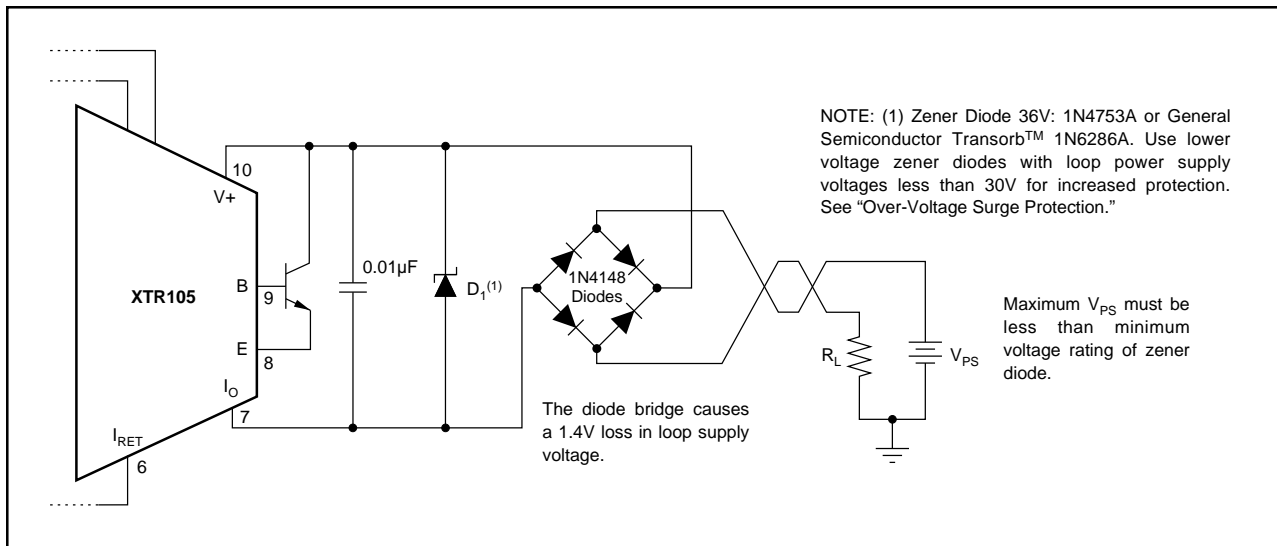 10
V+
XTR105
B
9
E
8
I_O
7
I_RET
6
0.01µF
D_1^(1)
1N4148
Diodes
The diode bridge causes
a 1.4V loss in loop supply
voltage.
R_L
V_PS
NOTE: (1) Zener Diode 36V: 1N4753A or General
Semiconductor Transorb™ 1N6286A. Use lower
voltage zener diodes with loop power supply
voltages less than 30V for increased protection.
See “Over-Voltage Surge Protection.”
Maximum V_PS must be
less than minimum
voltage rating of zener
diode.